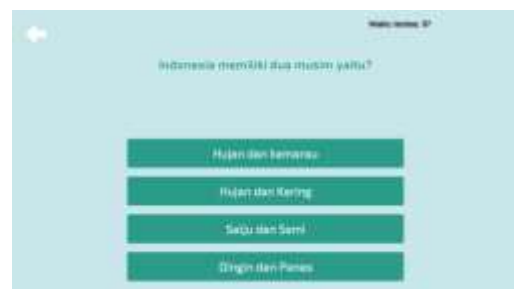 Indonesia memiliki dua musim yaitu?
Hujan dan kemarau
Hujan dan Kering
Salju dan Semi
Dingin dan Panas